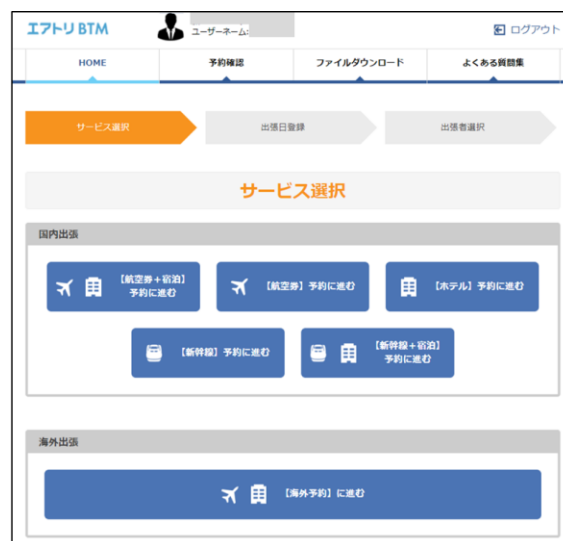 エアトリ BTM
ユーザーネーム:
ログアウト
HOME
予約確認
ファイルダウンロード
よくある質問集
サービス選択
出張日登録
出張者選択
サービス選択
国内出張
【航空券+宿泊】
予約に進む
【航空券】予約に進む
【ホテル】予約に進む
【新幹線】予約に進む
【新幹線+宿泊】
予約に進む
海外出張
【海外予約】に進む